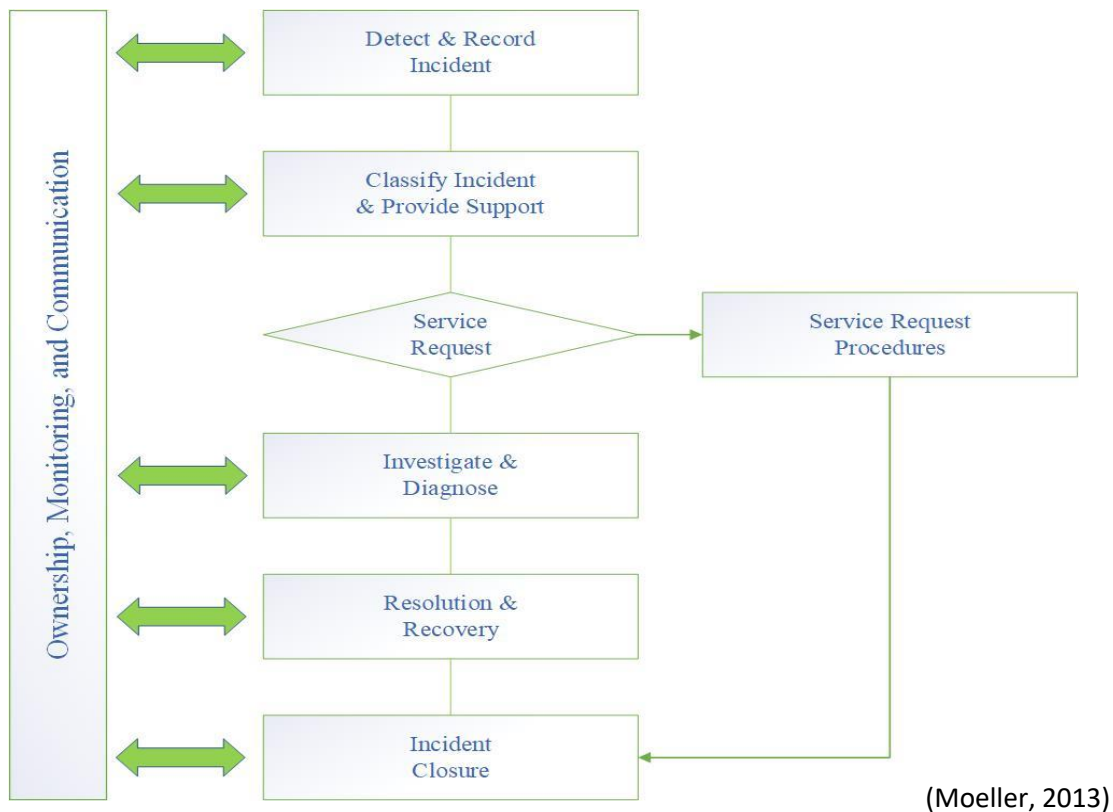 Ownership, Monitoring, and Communication
Detect & Record
Incident
Classify Incident
& Provide Support
Service
Request
Service Request
Procedures
Investigate &
Diagnose
Resolution &
Recovery
Incident
Closure
(Moeller, 2013)